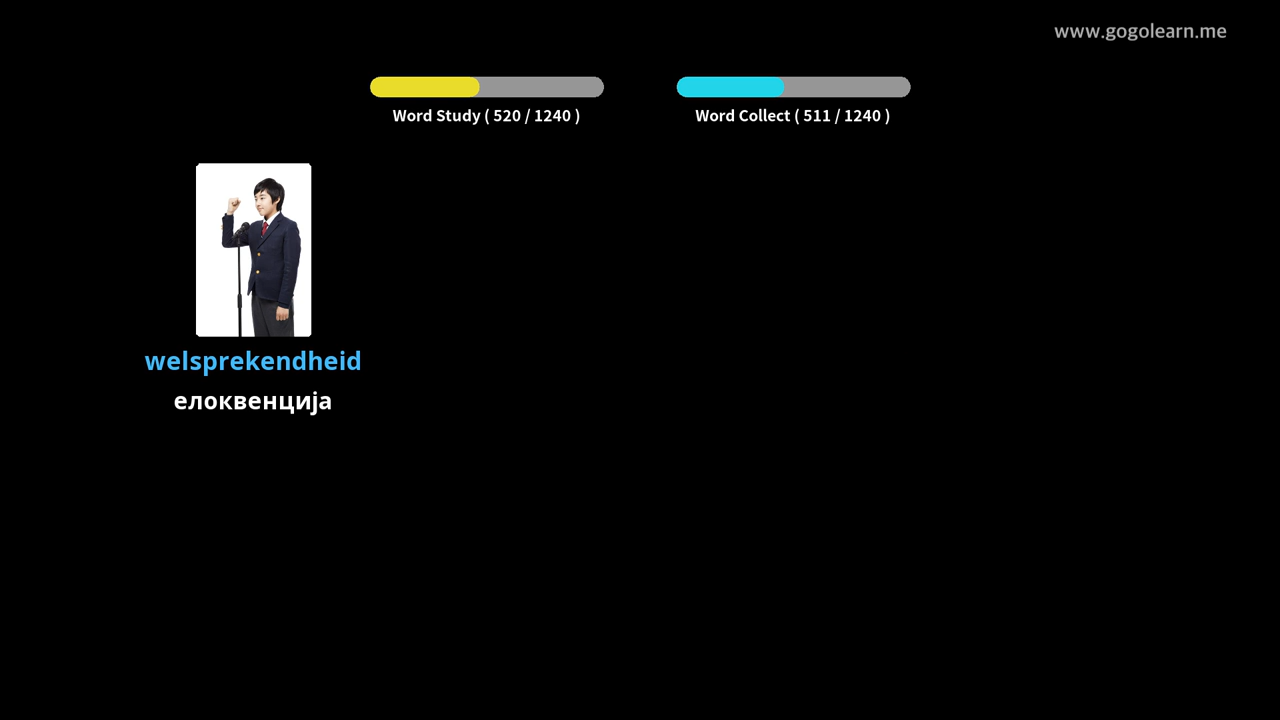 www.gogolearn.me
Word Study ( 520 / 1240 )
Word Collect ( 511 / 1240 )
welsprekendheid
елоквенција